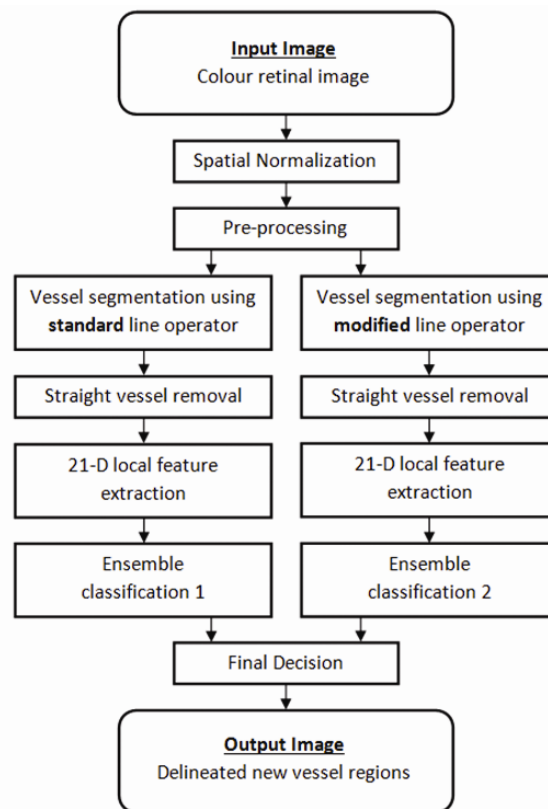 Input Image
Colour retinal image
Spatial Normalization
Pre-processing
Vessel segmentation using
standard line operator
Vessel segmentation using
modified line operator
Straight vessel removal
Straight vessel removal
21-D local feature
extraction
21-D local feature
extraction
Ensemble
classification 1
Ensemble
classification 2
Final Decision
Output Image
Delineated new vessel regions